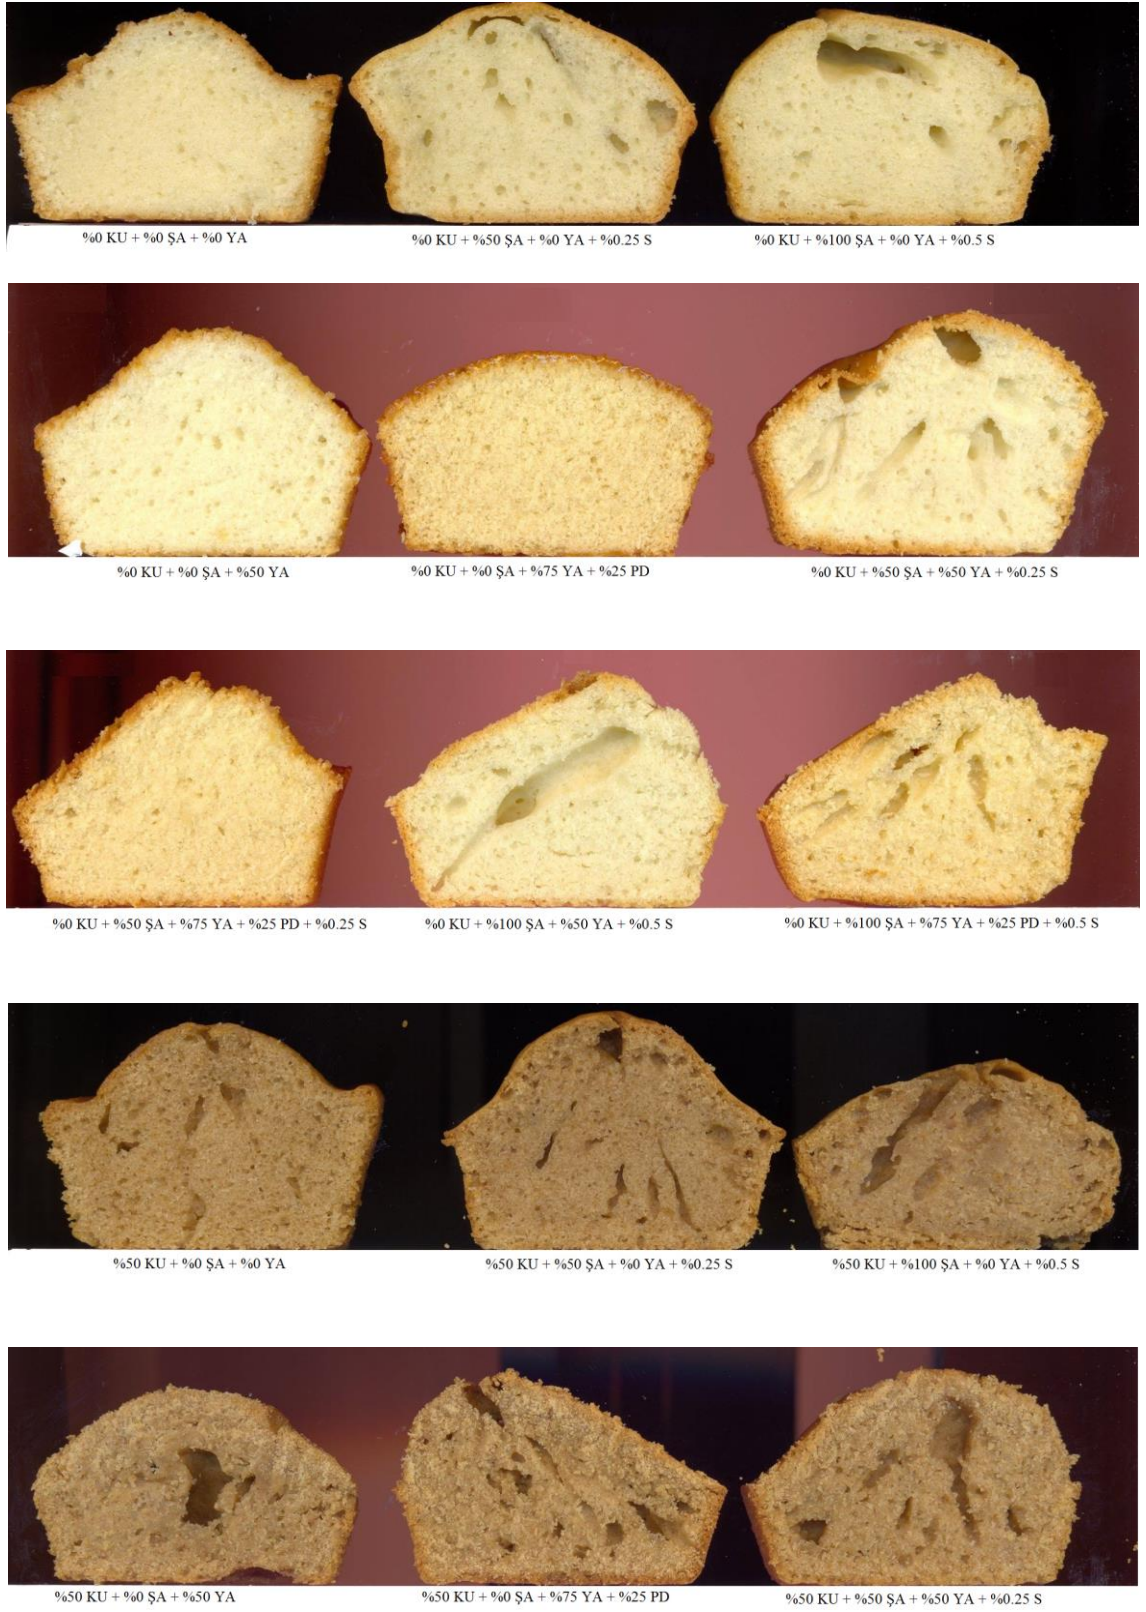 %0 KU + %0 ŞA + %0 YA
%0 KU + %50 ŞA + %0 YA + %0.25 S
%0 KU + %100 ŞA + %0 YA + %0.5 S
%0 KU + %0 ŞA + %50 YA
%0 KU + %0 ŞA + %75 YA + %25 PD
%0 KU + %50 ŞA + %50 YA + %0.25 S
%0 KU + %50 ŞA + %75 YA + %25 PD + %0.25 S
%0 KU + %100 ŞA + %50 YA + %0.5 S
%0 KU + %100 ŞA + %75 YA + %25 PD + %0.5 S
%50 KU + %0 ŞA + %0 YA
%50 KU + %50 ŞA + %0 YA + %0.25 S
%50 KU + %100 ŞA + %0 YA + %0.5 S
%50 KU + %0 ŞA + %50 YA
%50 KU + %0 ŞA + %75 YA + %25 PD
%50 KU + %50 ŞA + %50 YA + %0.25 S